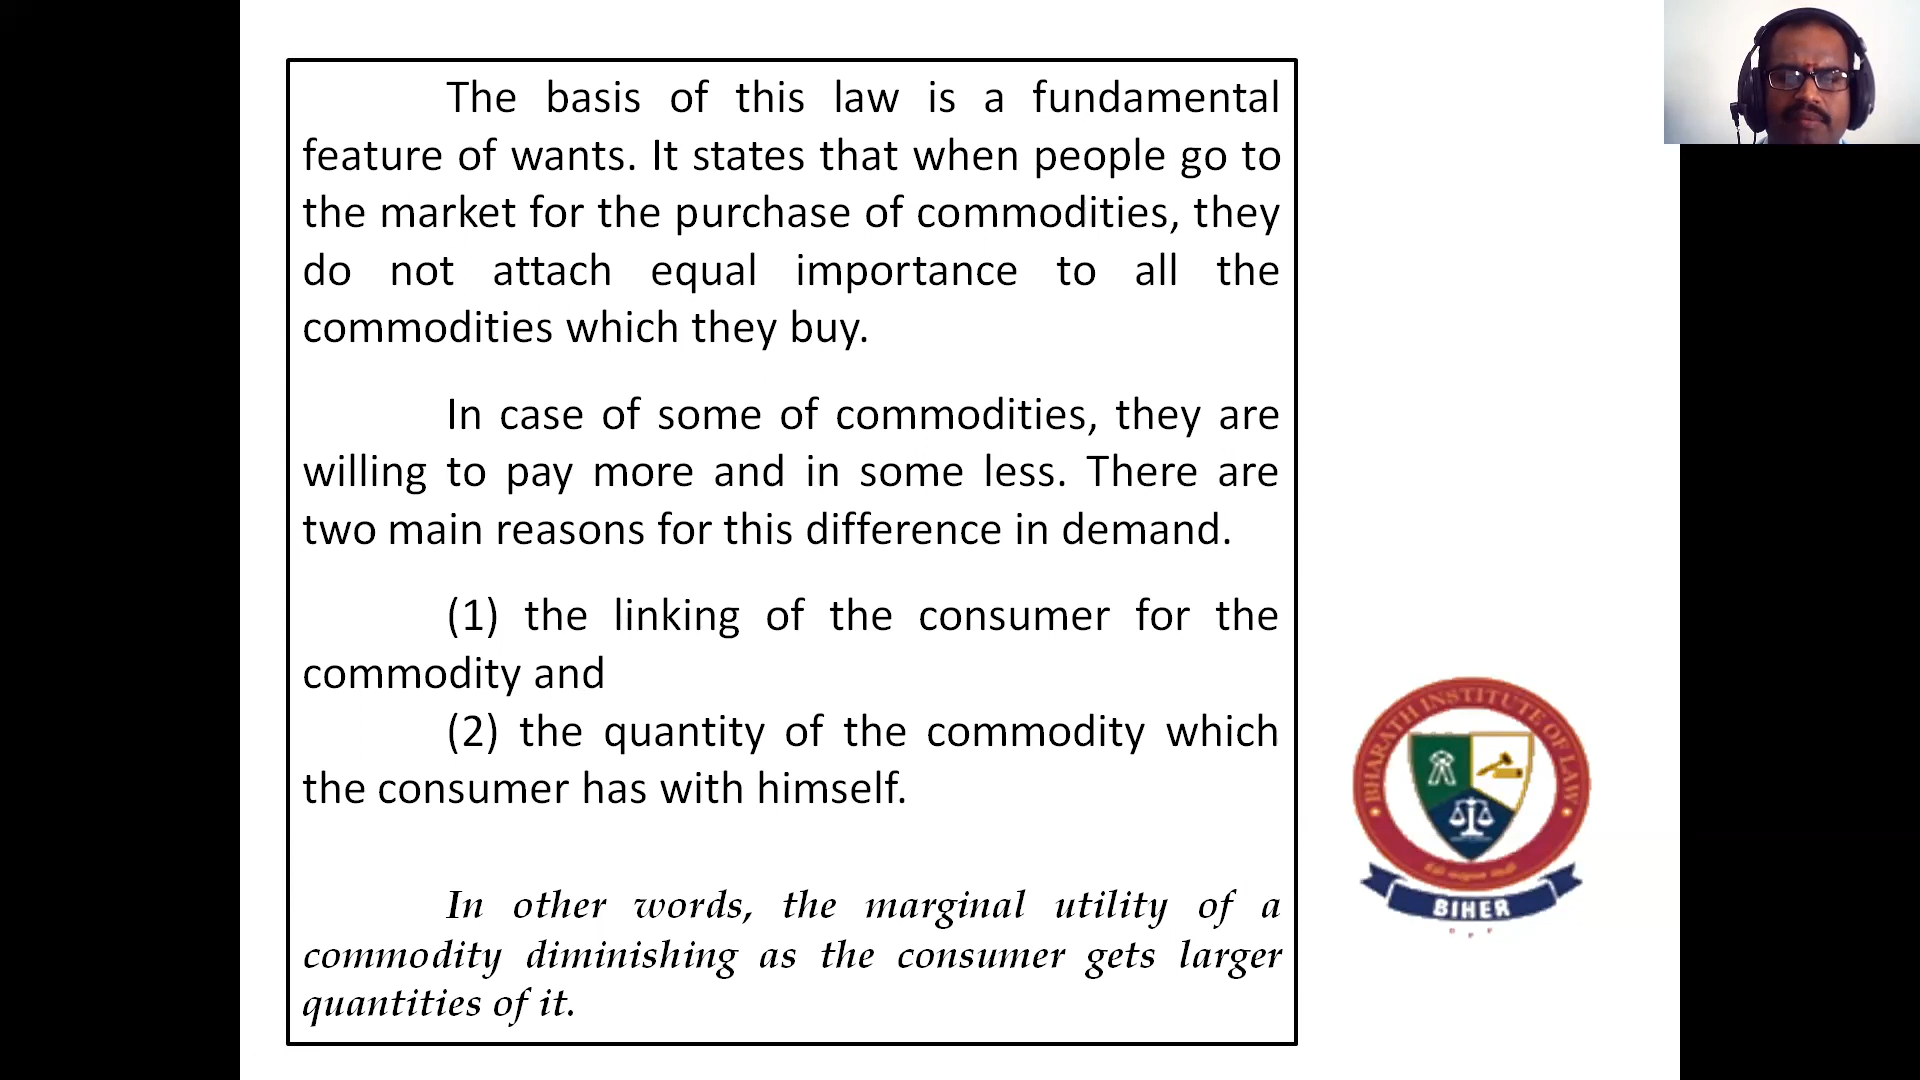 The basis of this law is a fundamental
feature of wants. It states that when people go to
the market for the purchase of commodities, they
do not attach equal importance to all the
commodities which they buy.
In case of some of commodities, they are
willing to pay more and in some less. There are
two main reasons for this difference in demand.
(1) the linking of the consumer for the
commodity and
(2) the quantity of the commodity which
the consumer has with himself.
In other words, the marginal utility of a
commodity diminishing as the consumer gets larger
quantities of it.
BHARATH INSTITUTE OF LAW
BIHER